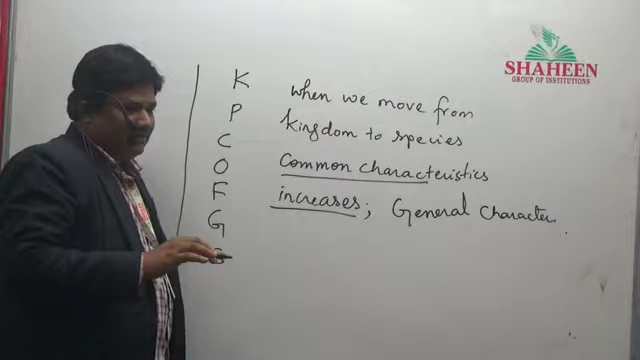 SHAHEEN
GROUP OF INSTITUTIONS
K
P
C
O
F
G
S
when we move from
kingdom to species
Common characteristics
increases; General Character